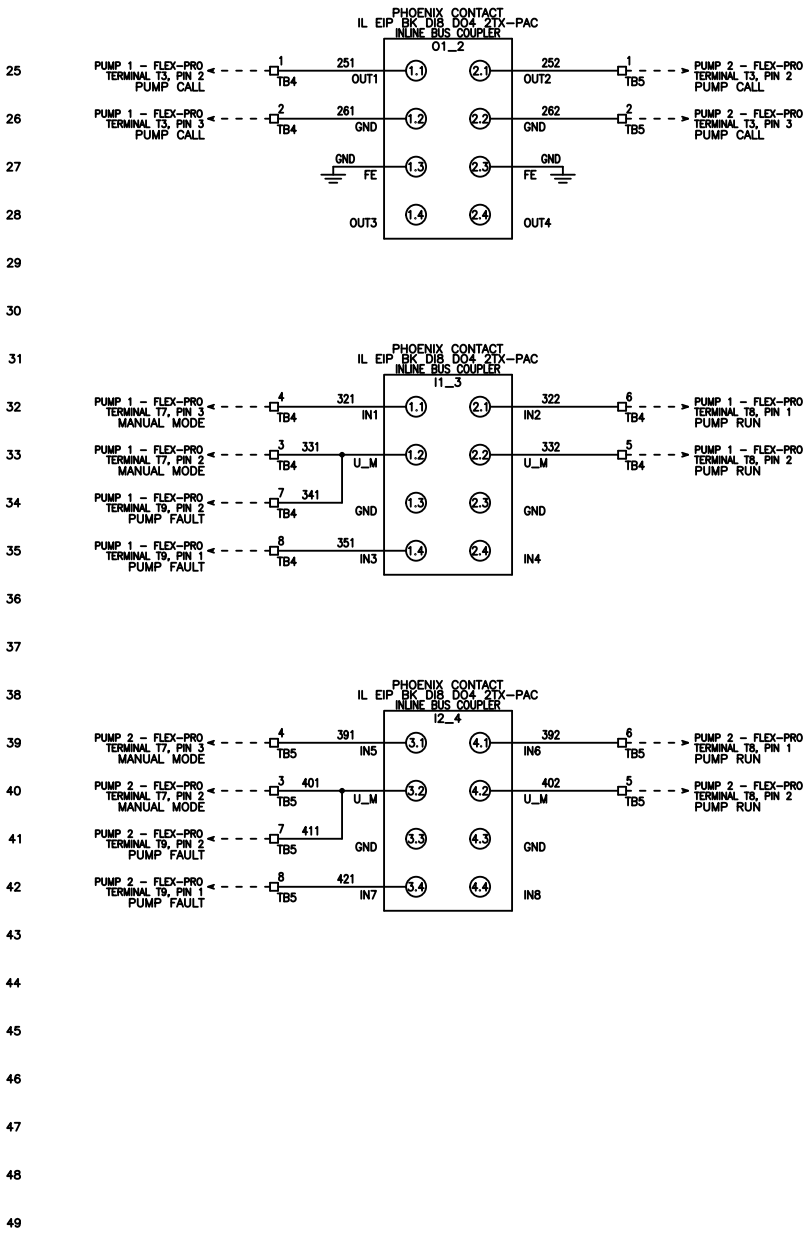 PHOENIX CONTACT
IL EIP BK DI8 DO4 2TX-PAC
INLINE BUS COUPLER
O1_2
25
PUMP 1 - FLEX-PRO
TERMINAL T3, PIN 2
PUMP CALL
1
TB4
251
OUT1
1.1
2.1
252
OUT2
1
TB5
PUMP 2 - FLEX-PRO
TERMINAL T3, PIN 2
PUMP CALL
26
PUMP 1 - FLEX-PRO
TERMINAL T3, PIN 3
PUMP CALL
2
TB4
261
GND
1.2
2.2
262
GND
2
TB5
PUMP 2 - FLEX-PRO
TERMINAL T3, PIN 3
PUMP CALL
27
GND
FE
1.3
2.3
GND
FE
28
OUT3
1.4
2.4
OUT4
29
30
31
PHOENIX CONTACT
IL EIP BK DI8 DO4 2TX-PAC
INLINE BUS COUPLER
I1_3
32
PUMP 1 - FLEX-PRO
TERMINAL T7, PIN 3
MANUAL MODE
4
TB4
321
IN1
1.1
2.1
322
IN2
6
TB4
PUMP 1 - FLEX-PRO
TERMINAL T8, PIN 1
PUMP RUN
33
PUMP 1 - FLEX-PRO
TERMINAL T7, PIN 2
MANUAL MODE
3
TB4
331
U_M
1.2
2.2
332
U_M
5
TB4
PUMP 1 - FLEX-PRO
TERMINAL T8, PIN 2
PUMP RUN
34
PUMP 1 - FLEX-PRO
TERMINAL T9, PIN 2
PUMP FAULT
7
TB4
341
GND
1.3
2.3
GND
35
PUMP 1 - FLEX-PRO
TERMINAL T9, PIN 1
PUMP FAULT
8
TB4
351
IN3
1.4
2.4
IN4
36
37
38
PHOENIX CONTACT
IL EIP BK DI8 DO4 2TX-PAC
INLINE BUS COUPLER
I2_4
39
PUMP 2 - FLEX-PRO
TERMINAL T7, PIN 3
MANUAL MODE
4
TB5
391
IN5
3.1
4.1
392
IN6
6
TB5
PUMP 2 - FLEX-PRO
TERMINAL T8, PIN 1
PUMP RUN
40
PUMP 2 - FLEX-PRO
TERMINAL T7, PIN 2
MANUAL MODE
3
TB5
401
U_M
3.2
4.2
402
U_M
5
TB5
PUMP 2 - FLEX-PRO
TERMINAL T8, PIN 2
PUMP RUN
41
PUMP 2 - FLEX-PRO
TERMINAL T9, PIN 2
PUMP FAULT
7
TB5
411
GND
3.3
4.3
GND
42
PUMP 2 - FLEX-PRO
TERMINAL T9, PIN 1
PUMP FAULT
8
TB5
421
IN7
3.4
4.4
IN8
43
44
45
46
47
48
49